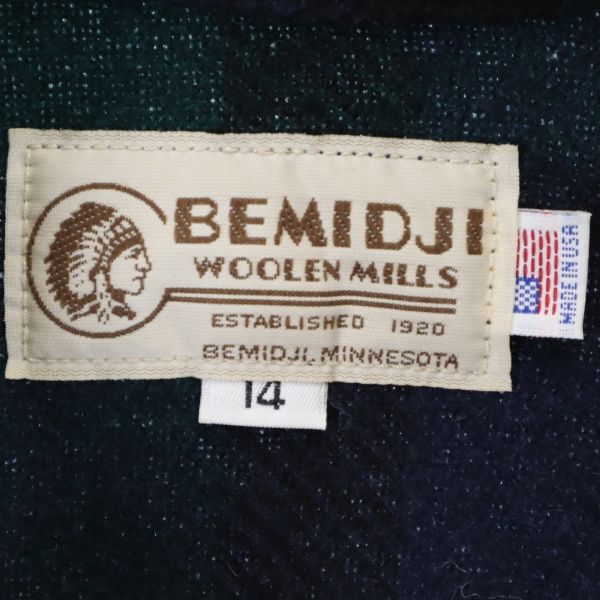 BEMIDJI
WOOLEN MILLS
ESTABLISHED 1920
BEMIDJI, MINNESOTA
14
MADE IN USA